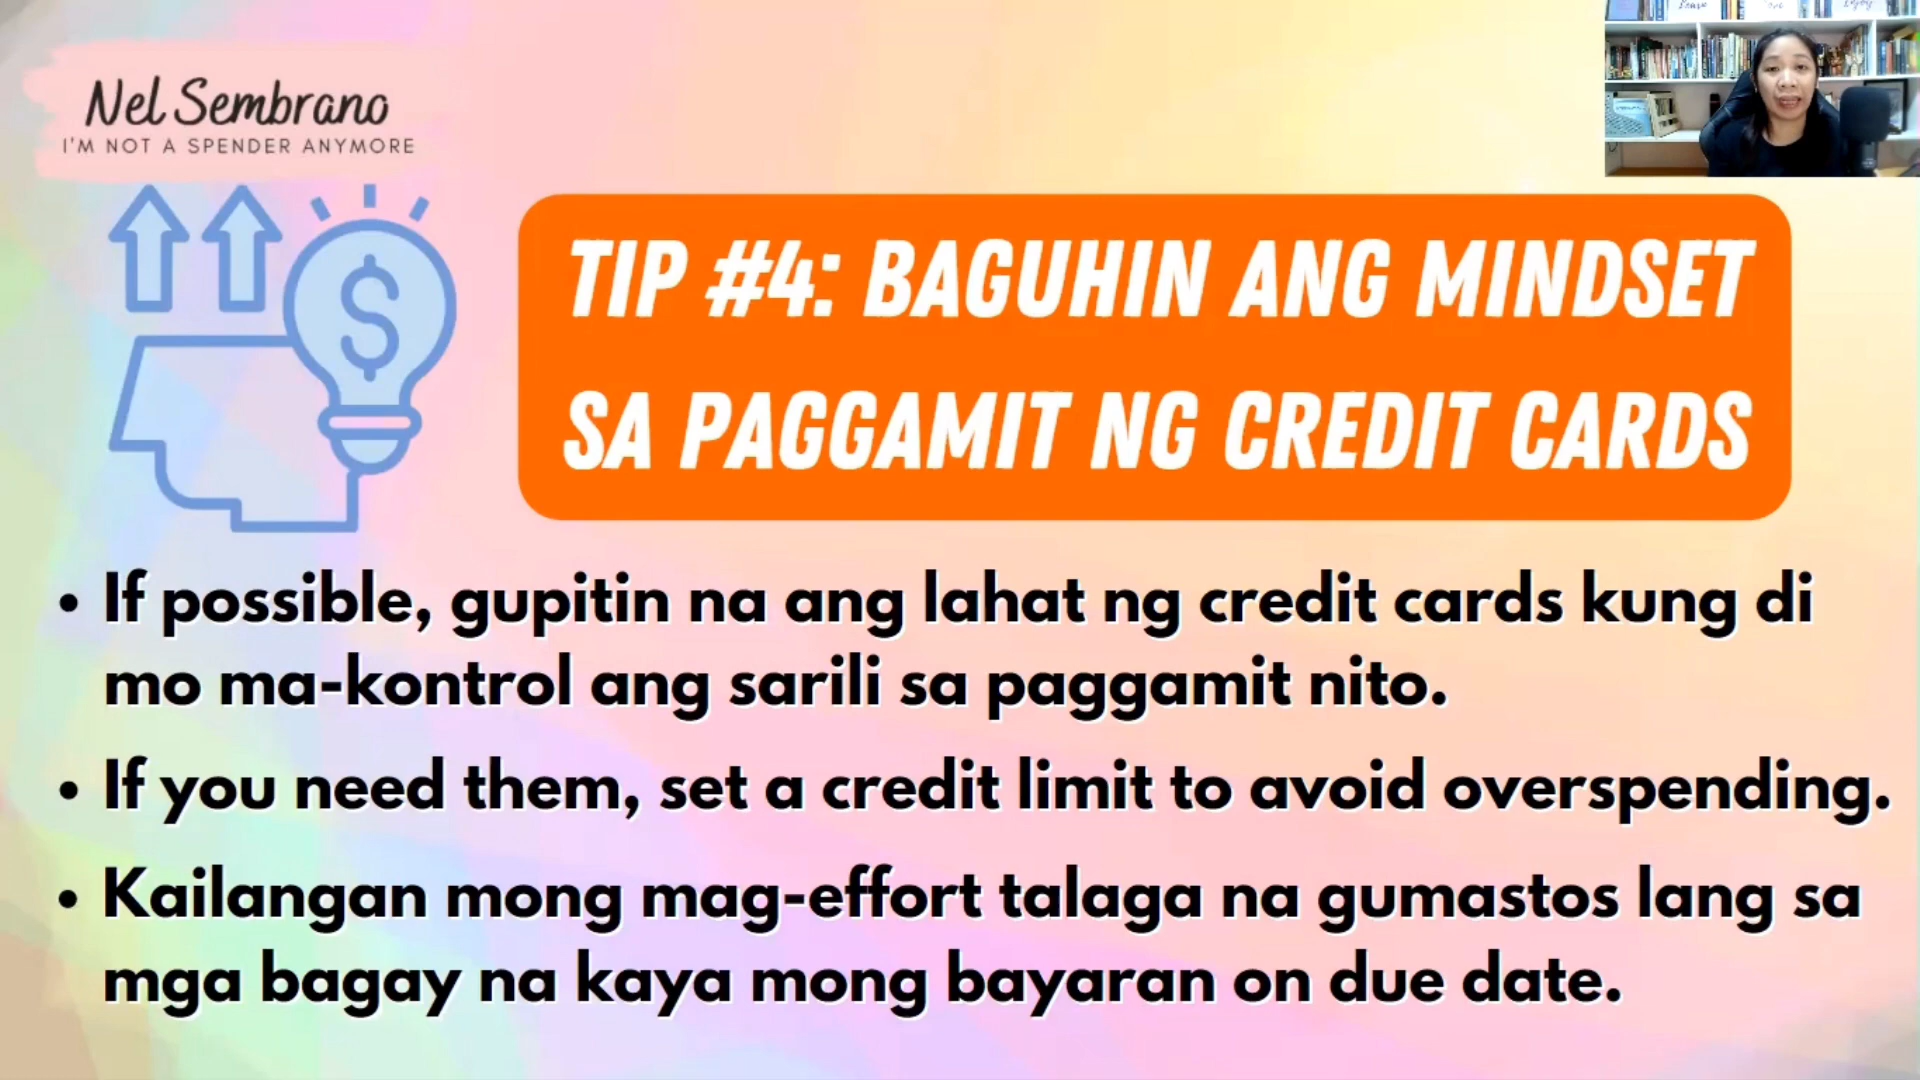 Nel Sembrano
I'M NOT A SPENDER ANYMORE
$
TIP #4: BAGUHIN ANG MINDSET
SA PAGGAMIT NG CREDIT CARDS
• If possible, gupitin na ang lahat ng credit cards kung di
mo ma-kontrol ang sarili sa paggamit nito.
• If you need them, set a credit limit to avoid overspending.
• Kailangan mong mag-effort talaga na gumastos lang sa
mga bagay na kaya mong bayaran on due date.